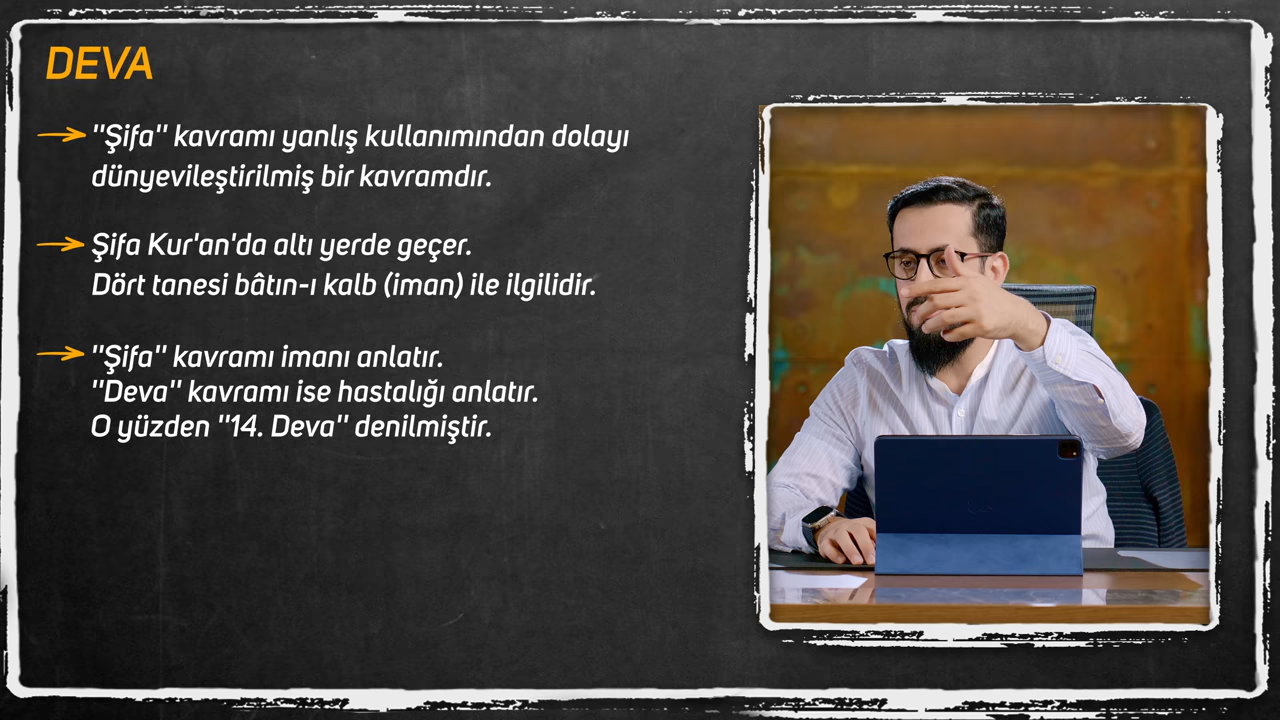 DEVA
"Şifa" kavramı yanlış kullanımından dolayı
dünyevileştirilmiş bir kavramdır.
Şifa Kur'an'da altı yerde geçer.
Dört tanesi bâtın-ı kalb (iman) ile ilgilidir.
"Şifa" kavramı imanı anlatır.
"Deva" kavramı ise hastalığı anlatır.
O yüzden "14. Deva" denilmiştir.